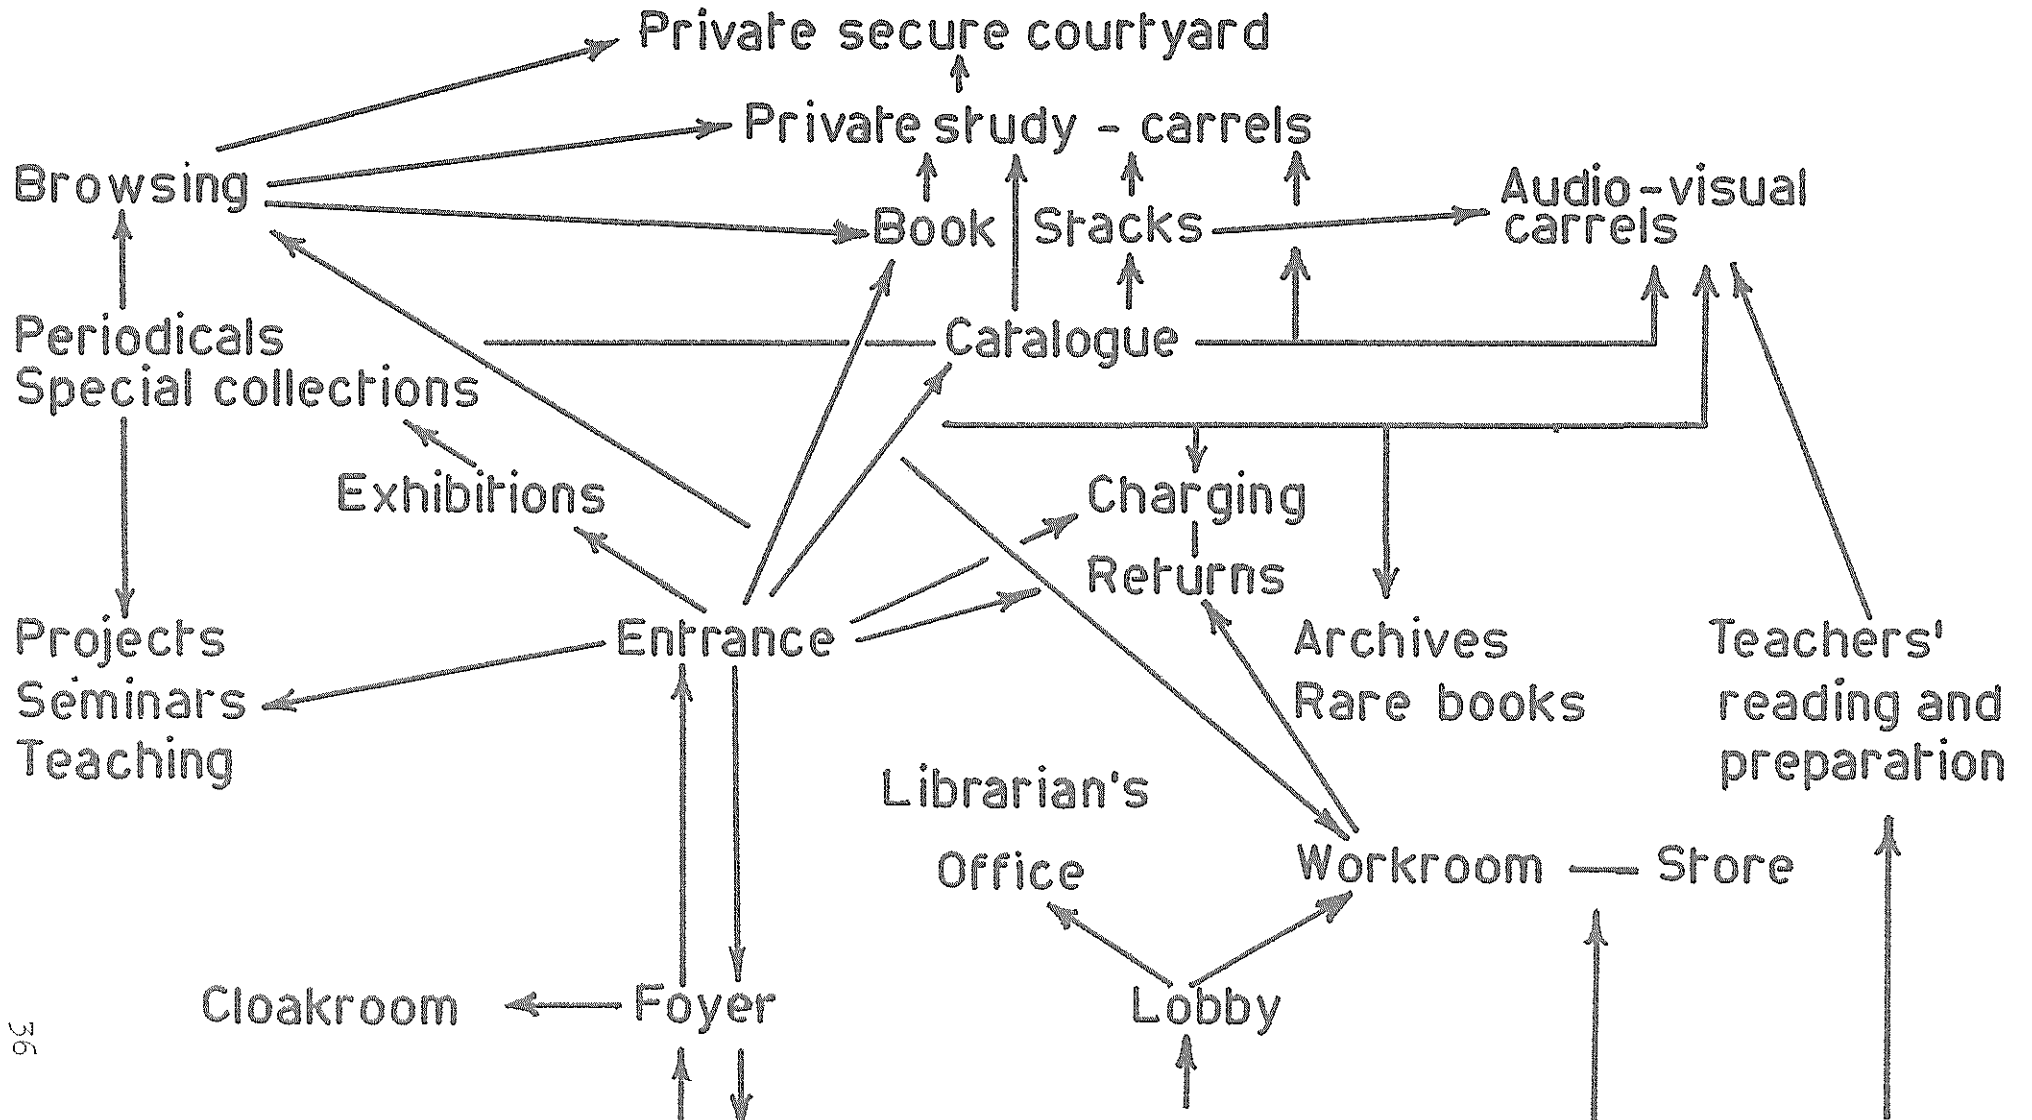 Private secure courtyard
Private study - carrels
Browsing
Audio-visual
carrels
Book Stacks
Periodicals
Special collections
Catalogue
Exhibitions
Charging
Returns
Projects
Seminars
Teaching
Entrance
Archives
Rare books
Teachers'
reading and
preparation
Librarian's
Office
Workroom — Store
Cloakroom
Foyer
Lobby
36